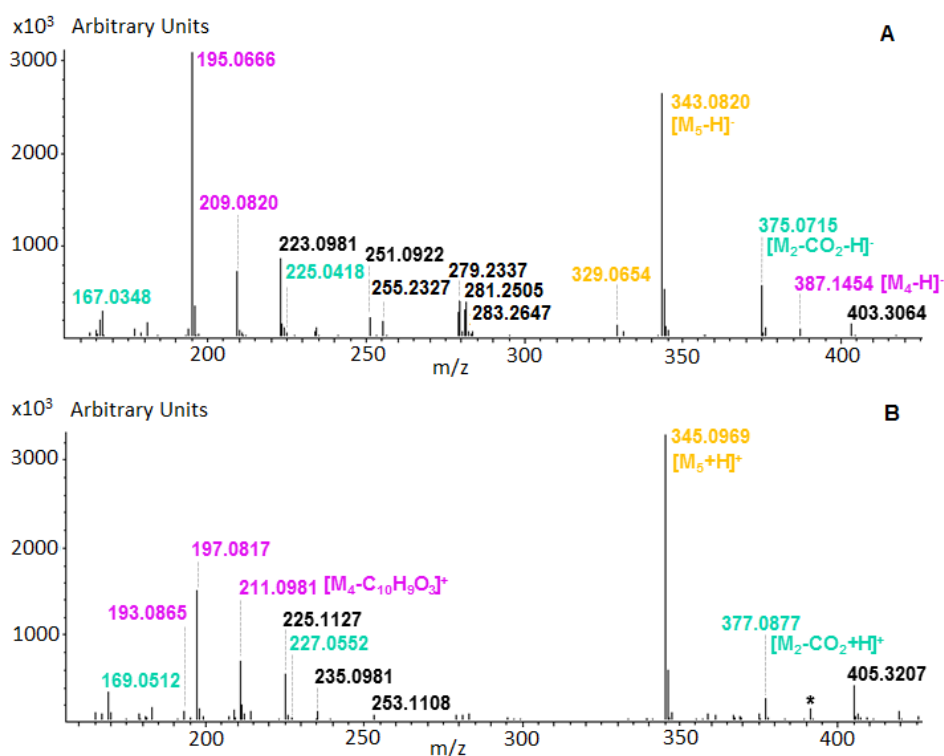 x10³ Arbitrary Units
A
3000
195.0666
343.0820
[M₅-H]⁻
2000
209.0820
1000
223.0981
251.0922
375.0715
225.0418
279.2337
[M₂-CO₂-H]⁻
167.0348
255.2327
281.2505
329.0654
387.1454 [M₄-H]⁻
283.2647
403.3064
200 250 300 350 400
m/z
x10³ Arbitrary Units
B
345.0969
3000
[M₅+H]⁺
2000
197.0817
193.0865
211.0981 [M₄-C₁₀H₉O₃]⁺
225.1127
377.0877
1000
227.0552
[M₂-CO₂+H]⁺
169.0512
235.0981
405.3207
253.1108
*
200 250 300 350 400
m/z